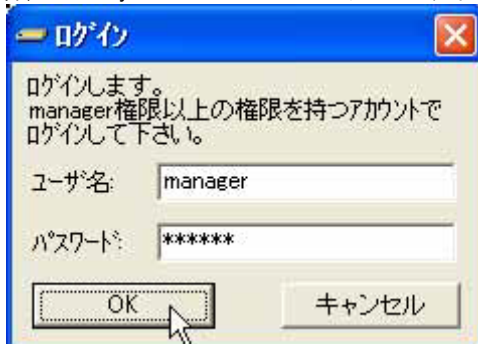 ﾛｸﾞｲﾝ
ﾛｸﾞｲﾝします。
manager権限以上の権限を持つｱｶｳﾝﾄで
ﾛｸﾞｲﾝして下さい。
ﾕｰｻﾞ名: manager
ﾊﾟｽﾜｰﾄﾞ: ******
OK キャンセル